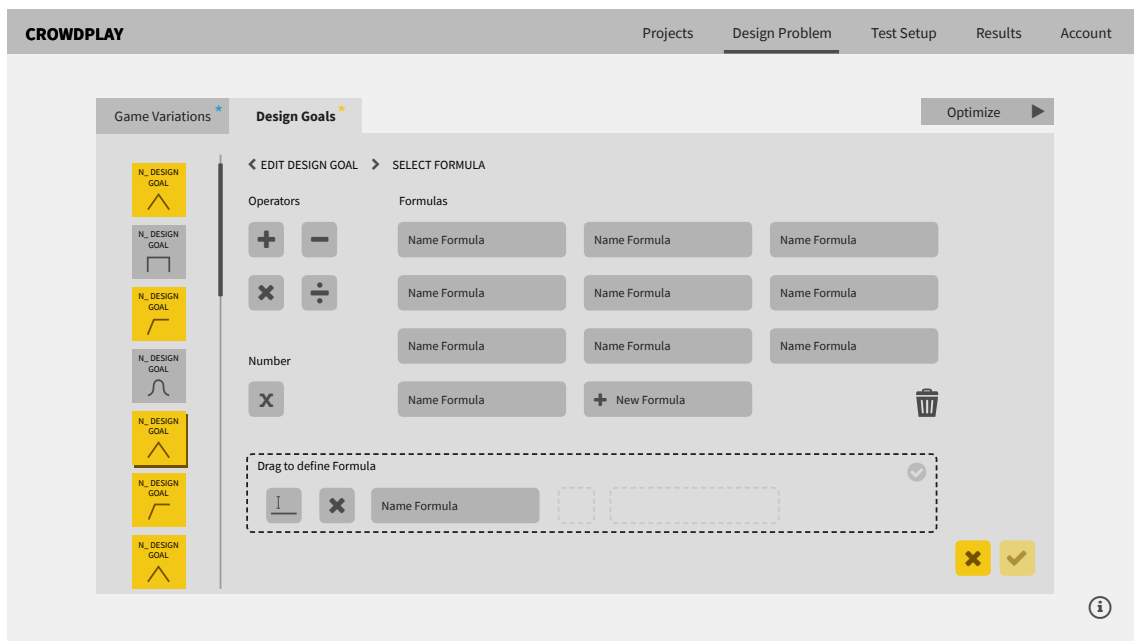 CROWDPLAY
Projects
Design Problem
Test Setup
Results
Account
Game Variations
Design Goals
Optimize
N_ DESIGN
GOAL
N_ DESIGN
GOAL
N_ DESIGN
GOAL
N_ DESIGN
GOAL
N_ DESIGN
GOAL
N_ DESIGN
GOAL
N_ DESIGN
GOAL
EDIT DESIGN GOAL
SELECT FORMULA
Operators
Formulas
Name Formula
Name Formula
Name Formula
Name Formula
Name Formula
Name Formula
Number
Name Formula
Name Formula
Name Formula
x
Name Formula
New Formula
Drag to define Formula
Name Formula